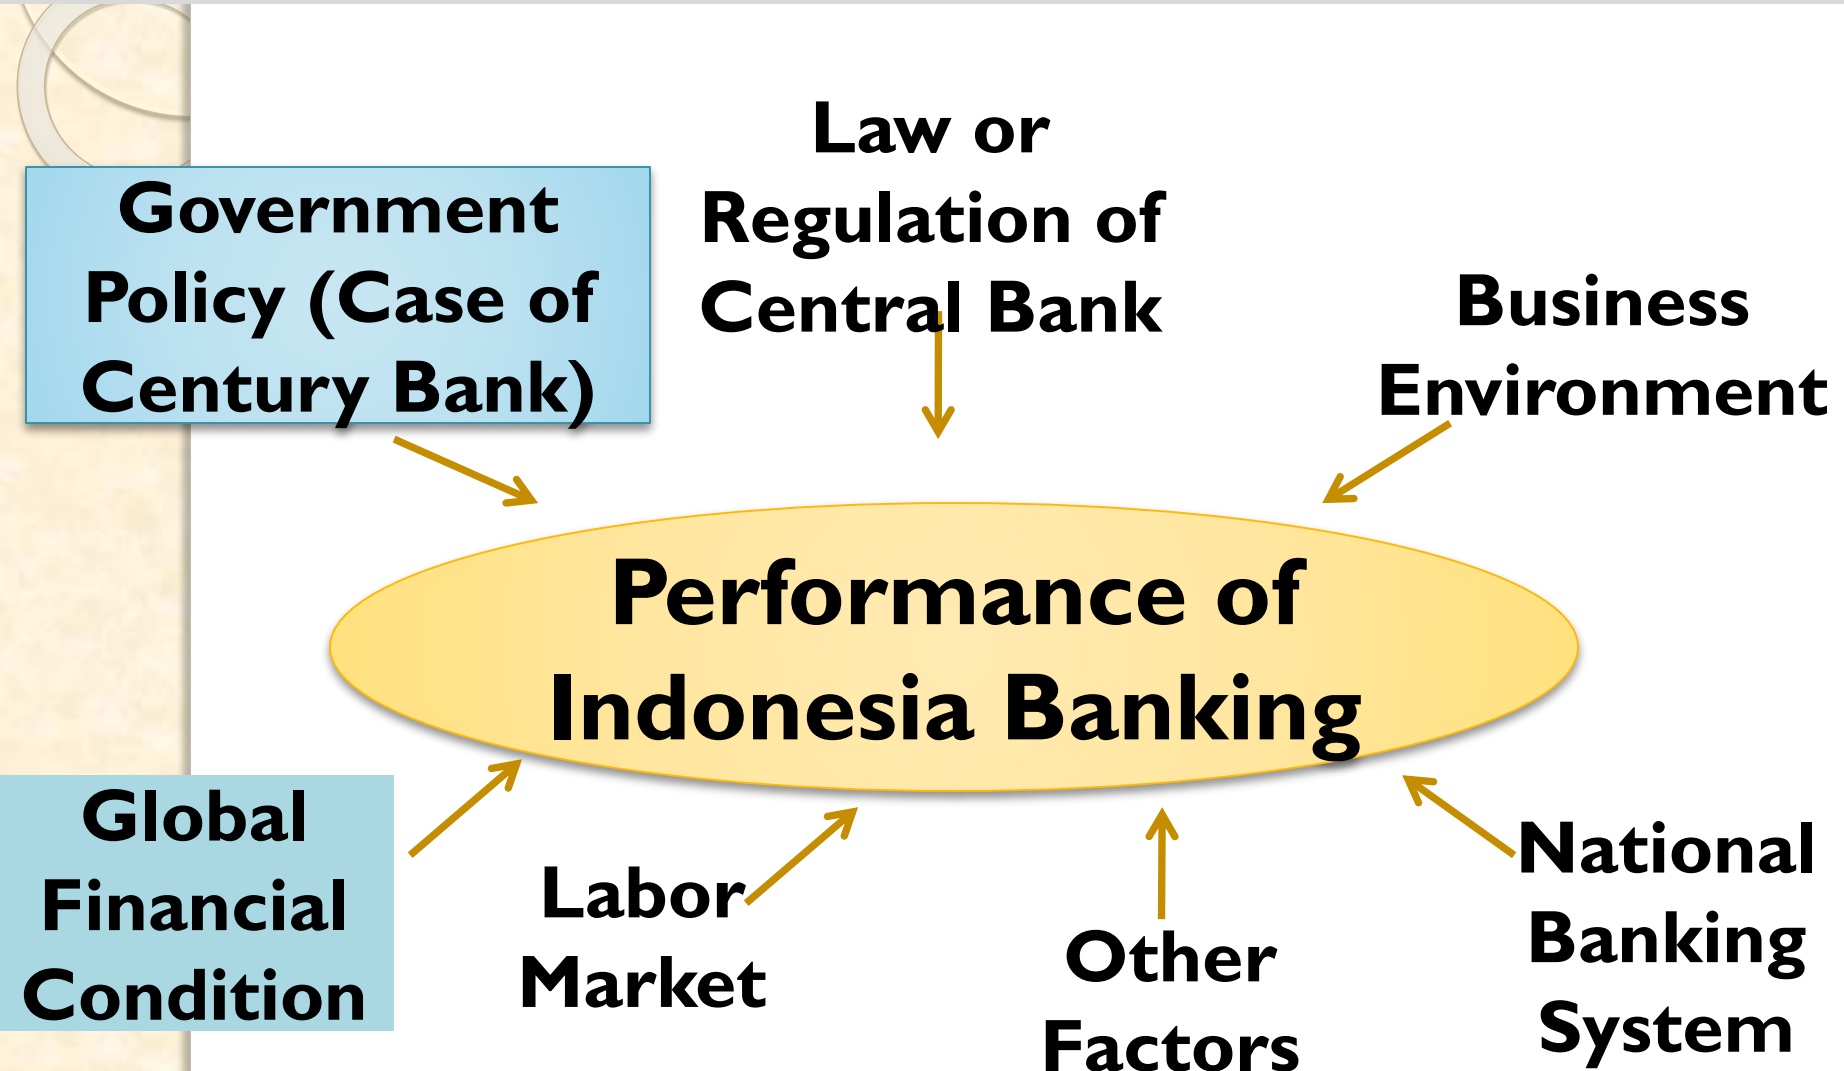 Government
Policy (Case of
Century Bank)
Law or
Regulation of
Central Bank
Business
Environment
Performance of
Indonesia Banking
Global
Financial
Condition
Labor
Market
Other
Factors
National
Banking
System